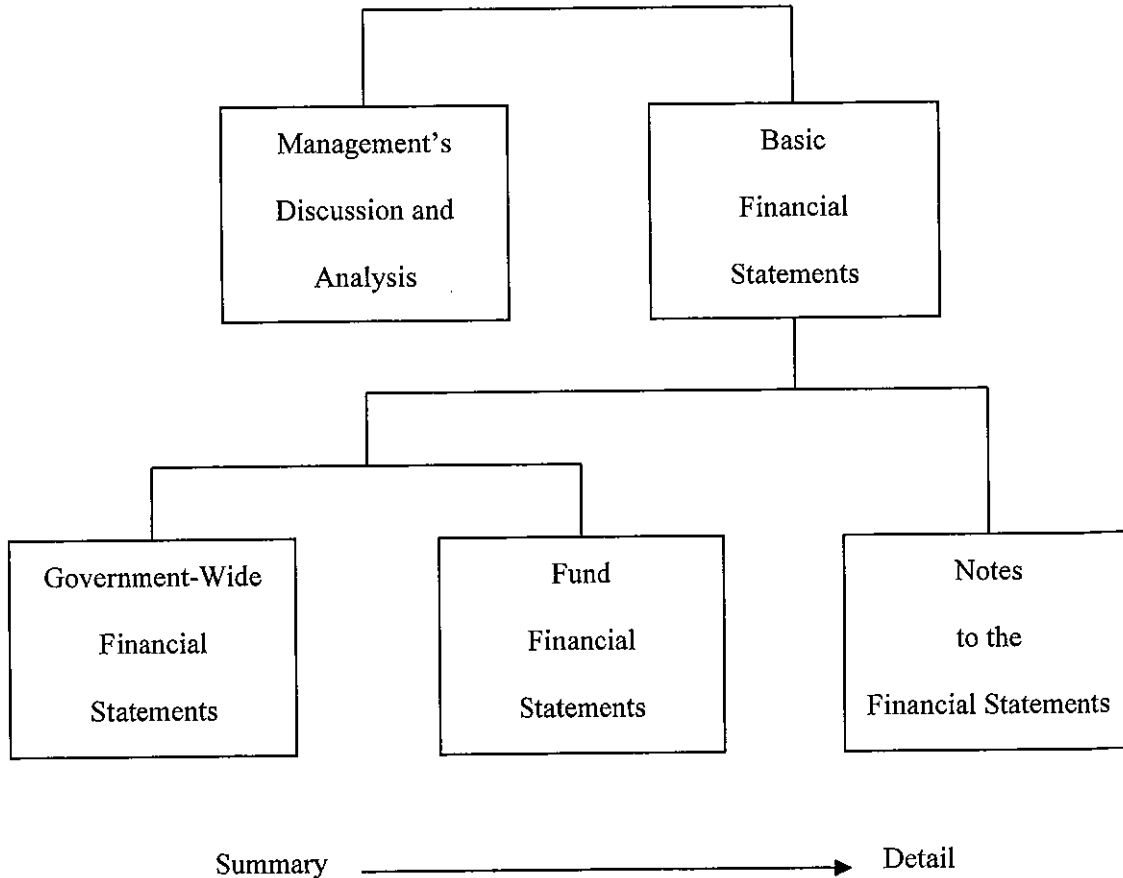 Management's
Discussion and
Analysis
Basic
Financial
Statements
Government-Wide
Financial
Statements
Fund
Financial
Statements
Notes
to the
Financial Statements
Summary
Detail